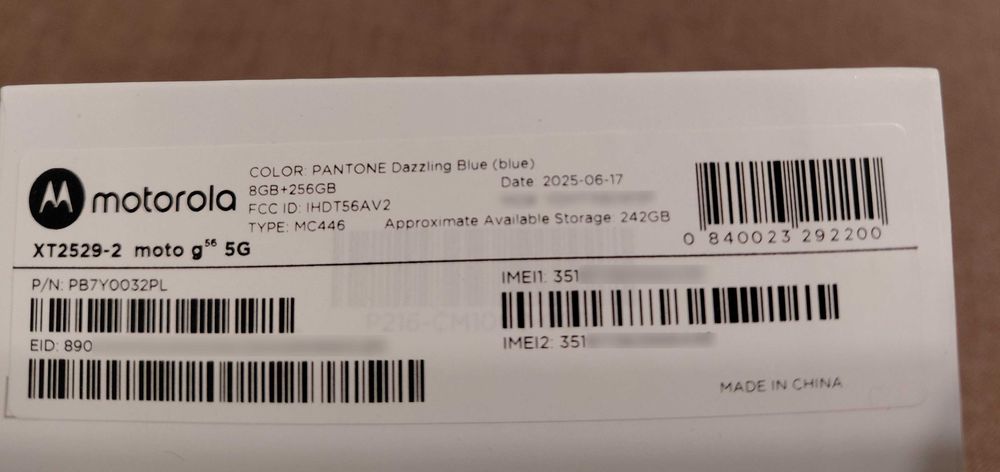 motorola
COLOR: PANTONE Dazzling Blue (blue)
8GB+256GB
Date 2025-06-17
FCC ID: IHDT56AV2
TYPE: MC446
Approximate Available Storage: 242GB
XT2529-2 moto g56 5G
0 840023 292200
P/N: PB7Y0032PL
IMEI1: 351
EID: 890
IMEI2: 351
MADE IN CHINA